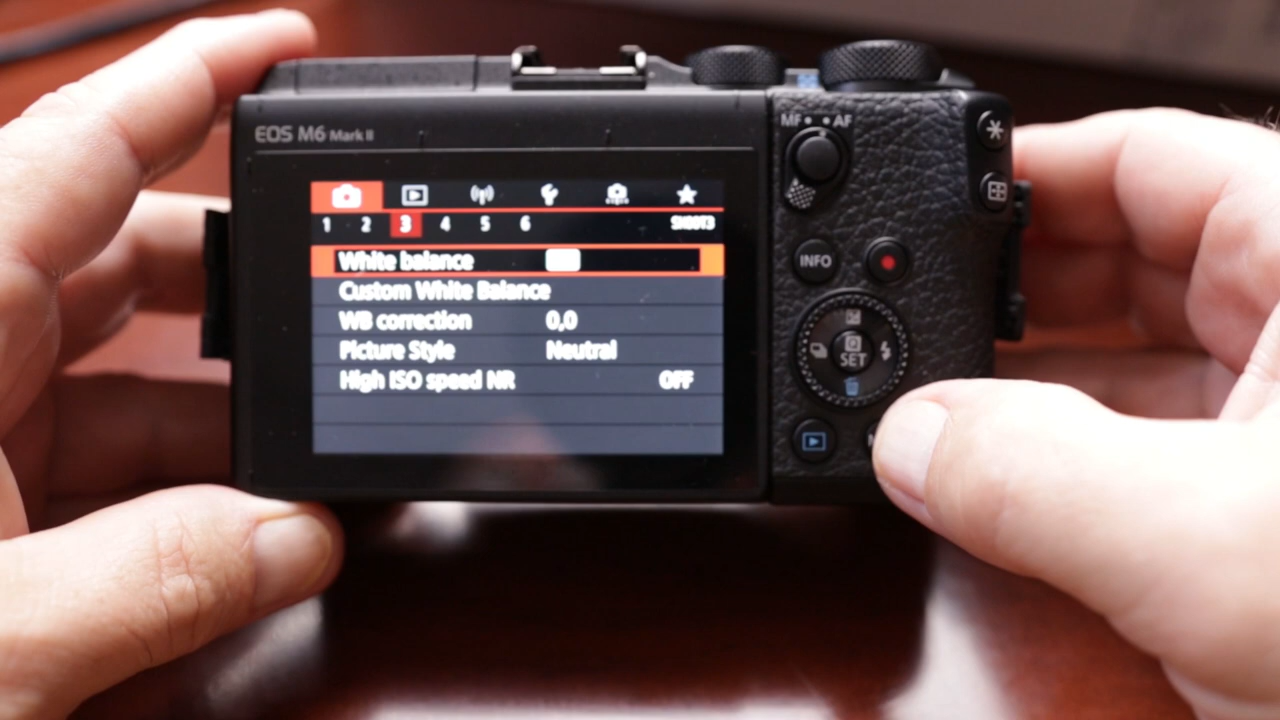 EOS M6 Mark II
MF • • AF
1 2 3 4 5 6 SHOOT3
White balance
Custom White Balance
WB correction 0,0
INFO
Picture Style Neutral
Q
SET
High ISO speed NR OFF